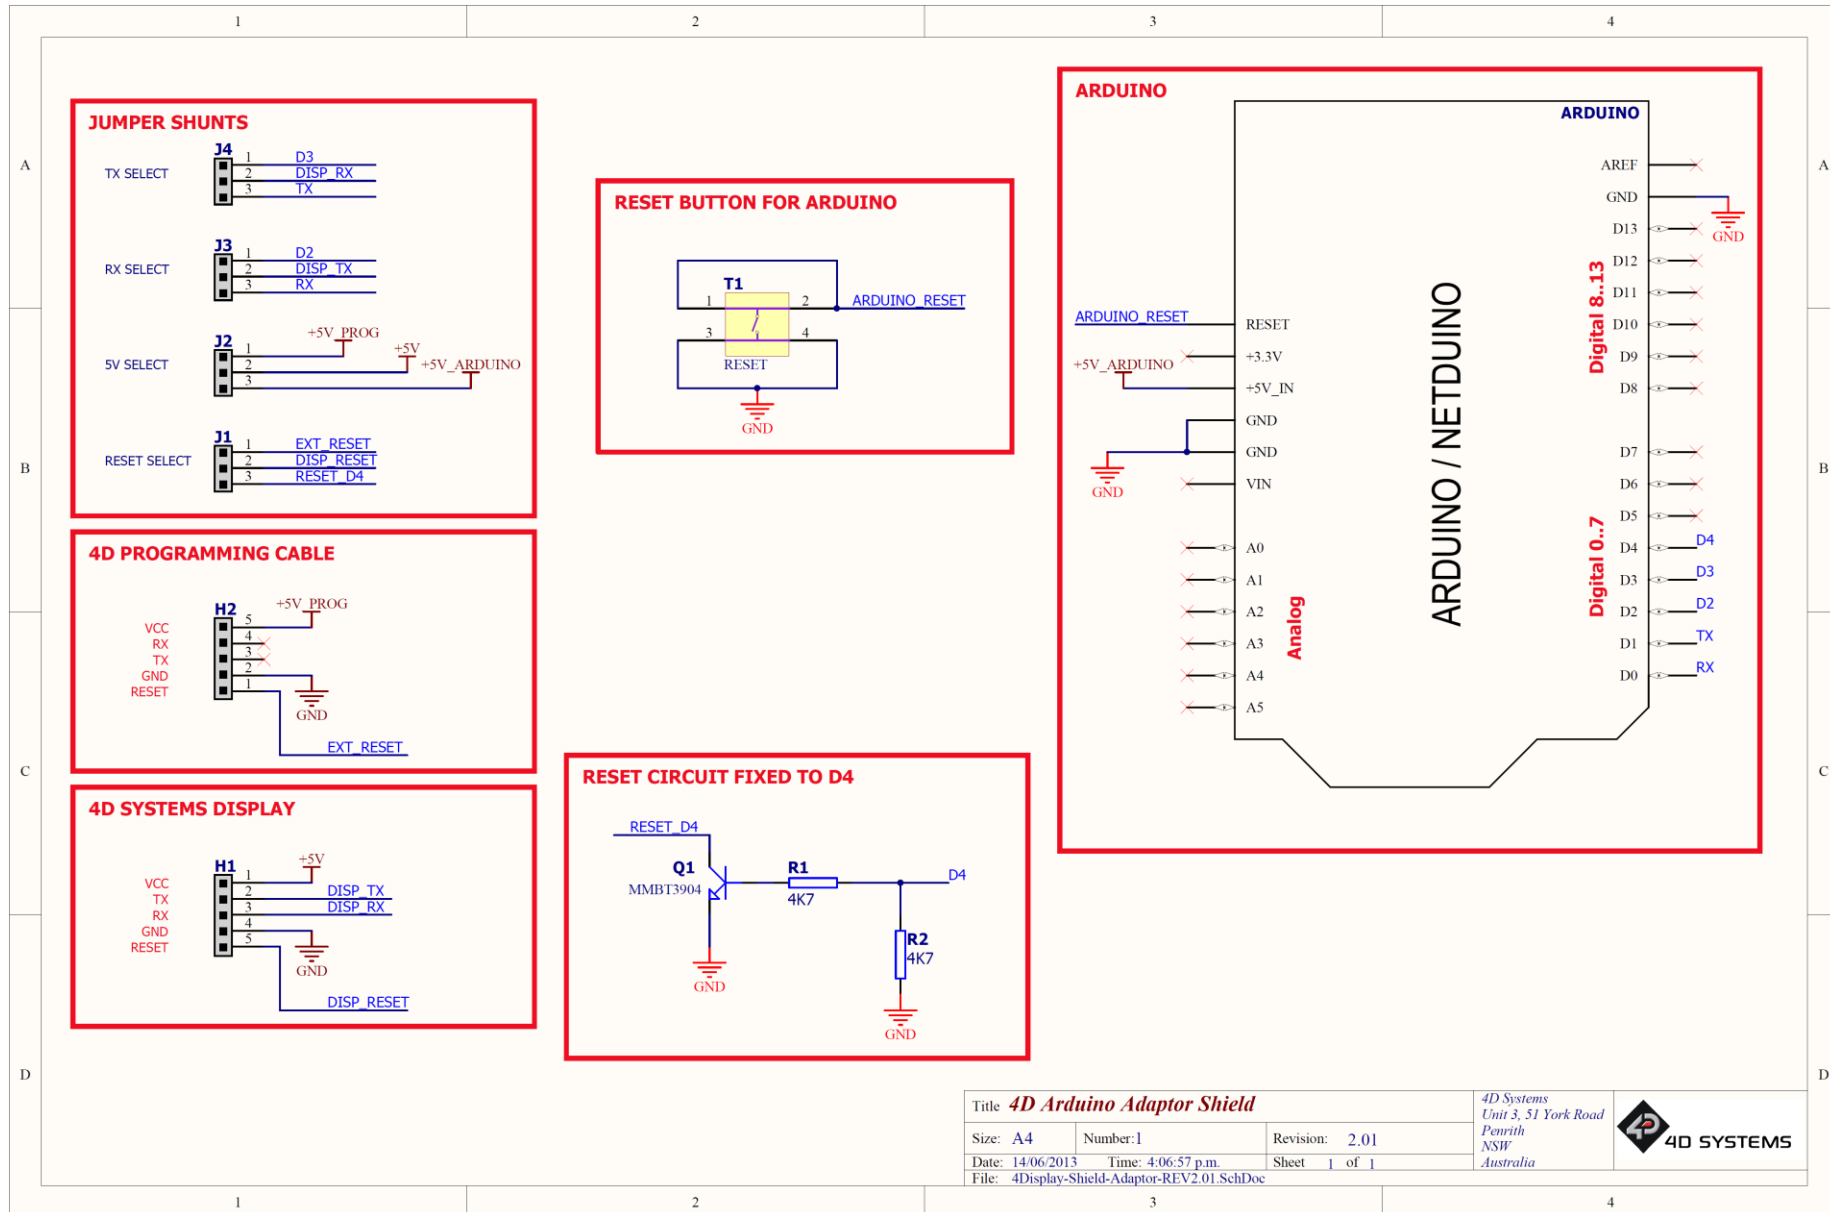 1 2 3 4
A
B
C
D
JUMPER SHUNTS
J4
TX SELECT
1 D3
2 DISP_RX
3 TX
J3
RX SELECT
1 D2
2 DISP_TX
3 RX
J2
5V SELECT
1 +5V_PROG
2 +5V
3 +5V_ARDUINO
J1
RESET SELECT
1 EXT_RESET
2 DISP_RESET
3 RESET_D4
4D PROGRAMMING CABLE
H2
+5V_PROG
VCC 5
RX 4
TX 3
GND 2
RESET 1
GND
EXT_RESET
4D SYSTEMS DISPLAY
H1
+5V
VCC 1
TX 2 DISP_TX
RX 3 DISP_RX
GND 4
RESET 5
GND
DISP_RESET
RESET BUTTON FOR ARDUINO
T1
1 2 ARDUINO_RESET
3 4
RESET
GND
RESET CIRCUIT FIXED TO D4
RESET_D4
Q1
MMBT3904
R1
4K7
D4
R2
4K7
GND
GND
ARDUINO
ARDUINO
ARDUINO_RESET
RESET
+3.3V
+5V_ARDUINO
+5V_IN
GND
GND
GND
VIN
A0
A1
A2
A3
A4
A5
Analog
ARDUINO / NETDUINO
AREF
GND
GND
D13
D12
D11
D10
D9
D8
Digital 8..13
D7
D6
D5
D4 D4
D3 D3
D2 D2
D1 TX
D0 RX
Digital 0..7
A
B
C
D
Title 4D Arduino Adaptor Shield
Size: A4 Number:1 Revision: 2.01
Date: 14/06/2013 Time: 4:06:57 p.m. Sheet 1 of 1
File: 4Display-Shield-Adaptor-REV2.01.SchDoc
4D Systems
Unit 3, 51 York Road
Penrith
NSW
Australia
4D SYSTEMS
1 2 3 4